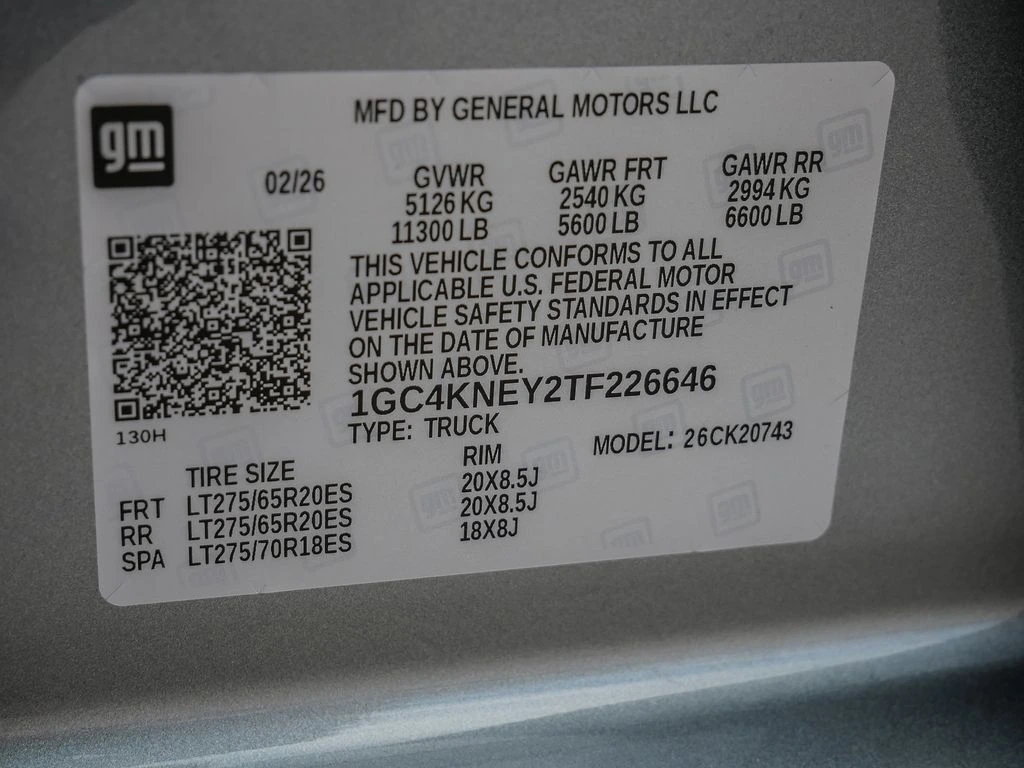 gm
MFD BY GENERAL MOTORS LLC
02/26 GVWR GAWR FRT GAWR RR
5126 KG 2540 KG 2994 KG
11300 LB 5600 LB 6600 LB
THIS VEHICLE CONFORMS TO ALL
APPLICABLE U.S. FEDERAL MOTOR
VEHICLE SAFETY STANDARDS IN EFFECT
ON THE DATE OF MANUFACTURE
SHOWN ABOVE.
1GC4KNEY2TF226646
130H
TYPE: TRUCK MODEL: 26CK20743
TIRE SIZE RIM
FRT LT275/65R20ES 20X8.5J
RR LT275/65R20ES 20X8.5J
SPA LT275/70R18ES 18X8J